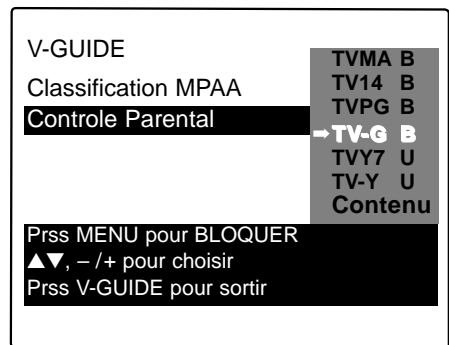 V-GUIDE
Classification MPAA
Controle Parental
TVMA B
TV14 B
TVPG B
➡TV-G B
TVY7 U
TV-Y U
Contenu
Prss MENU pour BLOQUER
▲▼, – /+ pour choisir
Prss V-GUIDE pour sortir